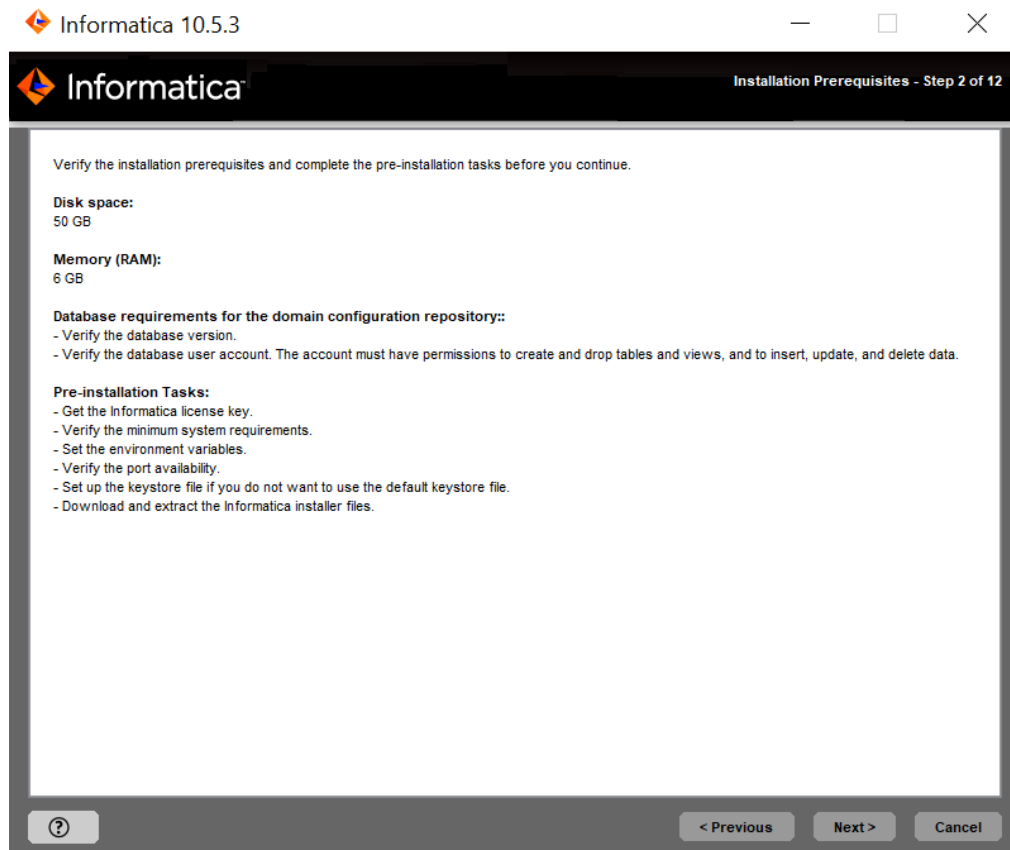 Informatica 10.5.3
Informatica
Installation Prerequisites - Step 2 of 12
Verify the installation prerequisites and complete the pre-installation tasks before you continue.
Disk space:
50 GB
Memory (RAM):
6 GB
Database requirements for the domain configuration repository::
- Verify the database version.
- Verify the database user account. The account must have permissions to create and drop tables and views, and to insert, update, and delete data.
Pre-installation Tasks:
- Get the Informatica license key.
- Verify the minimum system requirements.
- Set the environment variables.
- Verify the port availability.
- Set up the keystore file if you do not want to use the default keystore file.
- Download and extract the Informatica installer files.
?
< Previous
Next >
Cancel